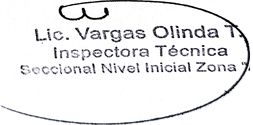 Lic. Vargas Olinda T.
Inspectora Técnica
Seccional Nivel Inicial Zona "